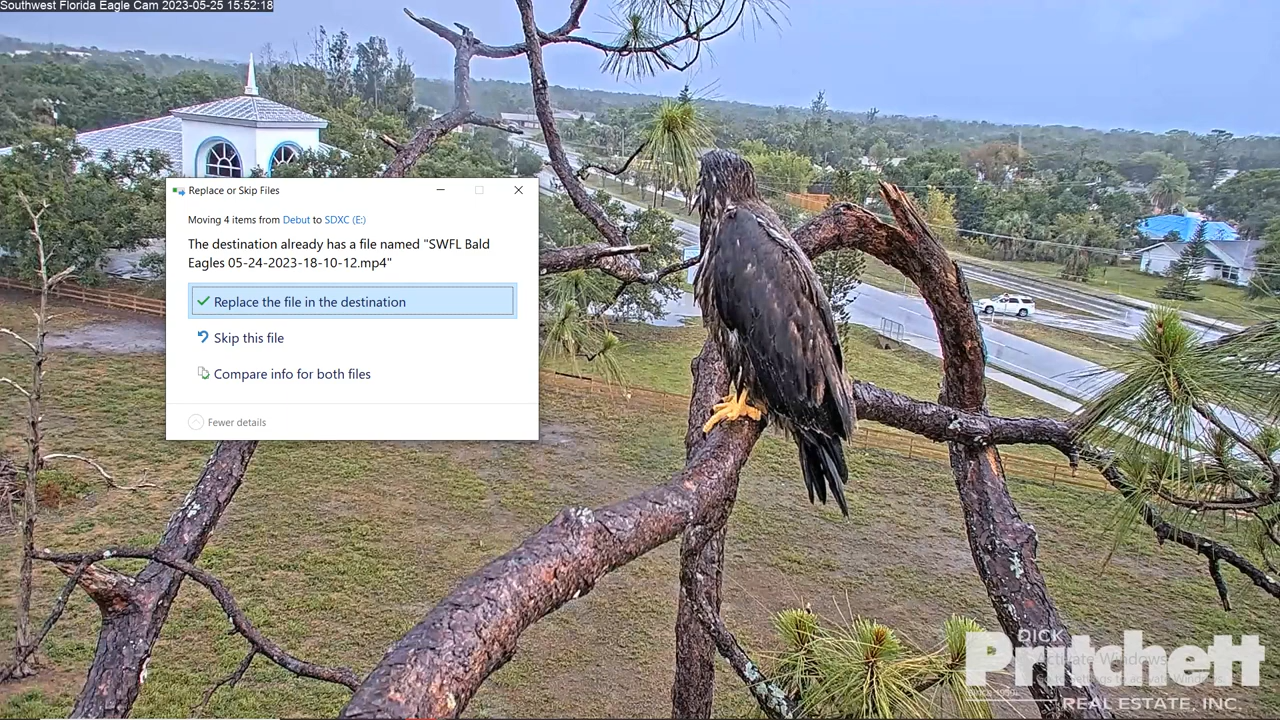 Southwest Florida Eagle Cam 2023-05-25 15:52:18
Replace or Skip Files
Moving 4 items from Debut to SDXC (E:)
The destination already has a file named "SWFL Bald
Eagles 05-24-2023-18-10-12.mp4"
Replace the file in the destination
Skip this file
Compare info for both files
Fewer details
DICK
Pritchett
REAL ESTATE, INC.